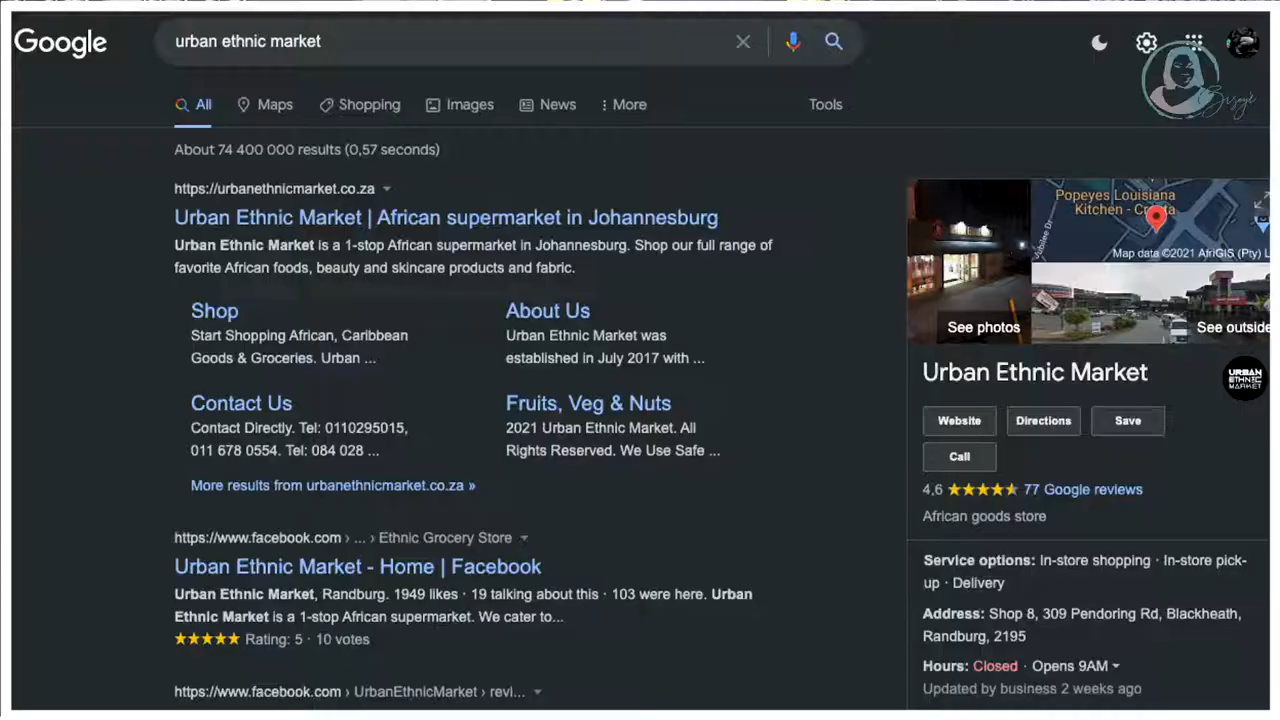 Google
urban ethnic market
All Maps Shopping Images News More Tools
About 74 400 000 results (0,57 seconds)
https://urbanethnicmarket.co.za
Urban Ethnic Market | African supermarket in Johannesburg
Urban Ethnic Market is a 1-stop African supermarket in Johannesburg. Shop our full range of
favorite African foods, beauty and skincare products and fabric.
Shop
Start Shopping African, Caribbean
Goods & Groceries. Urban ...
About Us
Urban Ethnic Market was
established in July 2017 with ...
Contact Us
Contact Directly. Tel: 0110295015,
011 678 0554. Tel: 084 028 ...
Fruits, Veg & Nuts
2021 Urban Ethnic Market. All
Rights Reserved. We Use Safe ...
More results from urbanethnicmarket.co.za »
https://www.facebook.com › ... › Ethnic Grocery Store
Urban Ethnic Market - Home | Facebook
Urban Ethnic Market, Randburg. 1949 likes · 19 talking about this · 103 were here. Urban
Ethnic Market is a 1-stop African supermarket. We cater to...
★★★★★ Rating: 5 · 10 votes
https://www.facebook.com › UrbanEthnicMarket › revi...
Popeyes Louisiana
Kitchen -
Jubilee Dr
Map data ©2021 AfriGIS (Pty) L
See photos
See outside
Urban Ethnic Market
URBAN
ETHNIC
MARKET
Website Directions Save
Call
4,6 77 Google reviews
African goods store
Service options: In-store shopping · In-store pick-
up · Delivery
Address: Shop 8, 309 Pendoring Rd, Blackheath,
Randburg, 2195
Hours: Closed · Opens 9AM
Updated by business 2 weeks ago